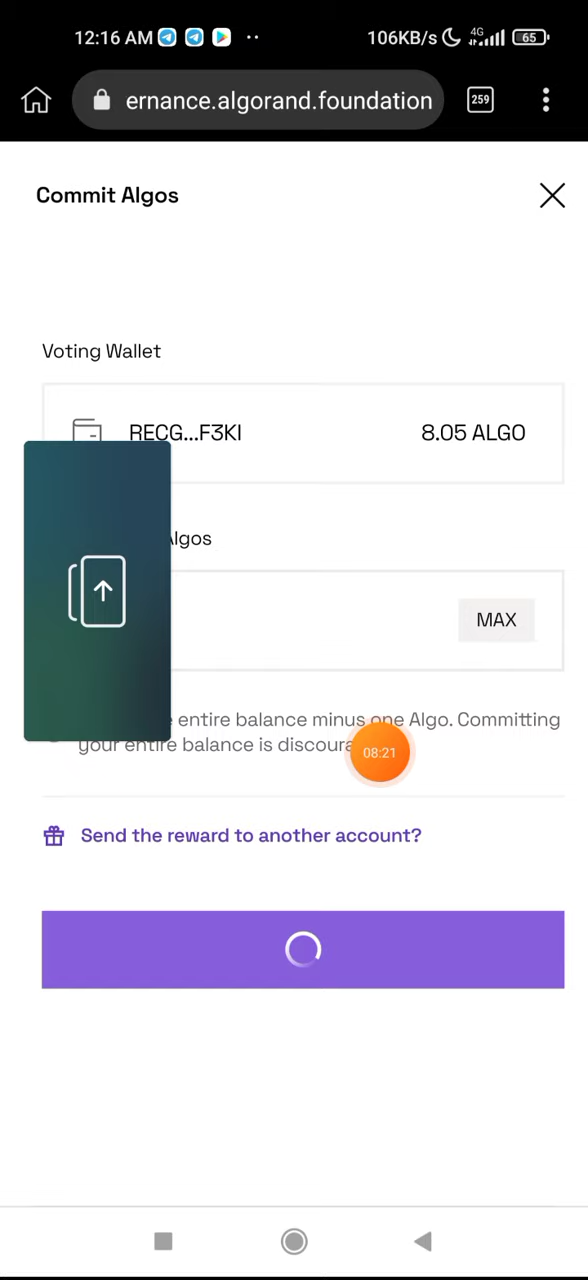 12:16 AM 106KB/s 4G 65
ernance.algorand.foundation 259
Commit Algos
Voting Wallet
RECG...F3KI 8.05 ALGO
Algos
MAX
entire balance minus one Algo. Committing
your entire balance is
08:21
Send the reward to another account?